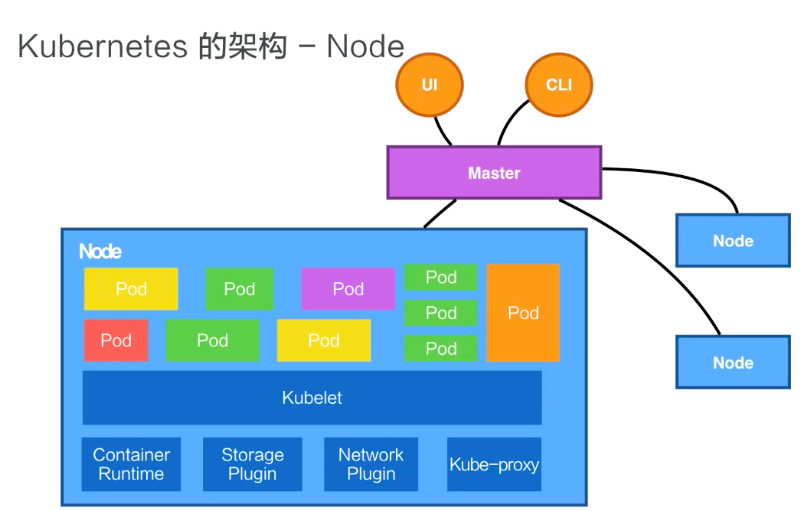 Kubernetes 的架构 – Node
UI
CLI
Master
Node
Node
Node
Pod
Pod
Pod
Pod
Pod
Pod
Pod
Pod
Pod
Pod
Kubelet
Container
Runtime
Storage
Plugin
Network
Plugin
Kube-proxy